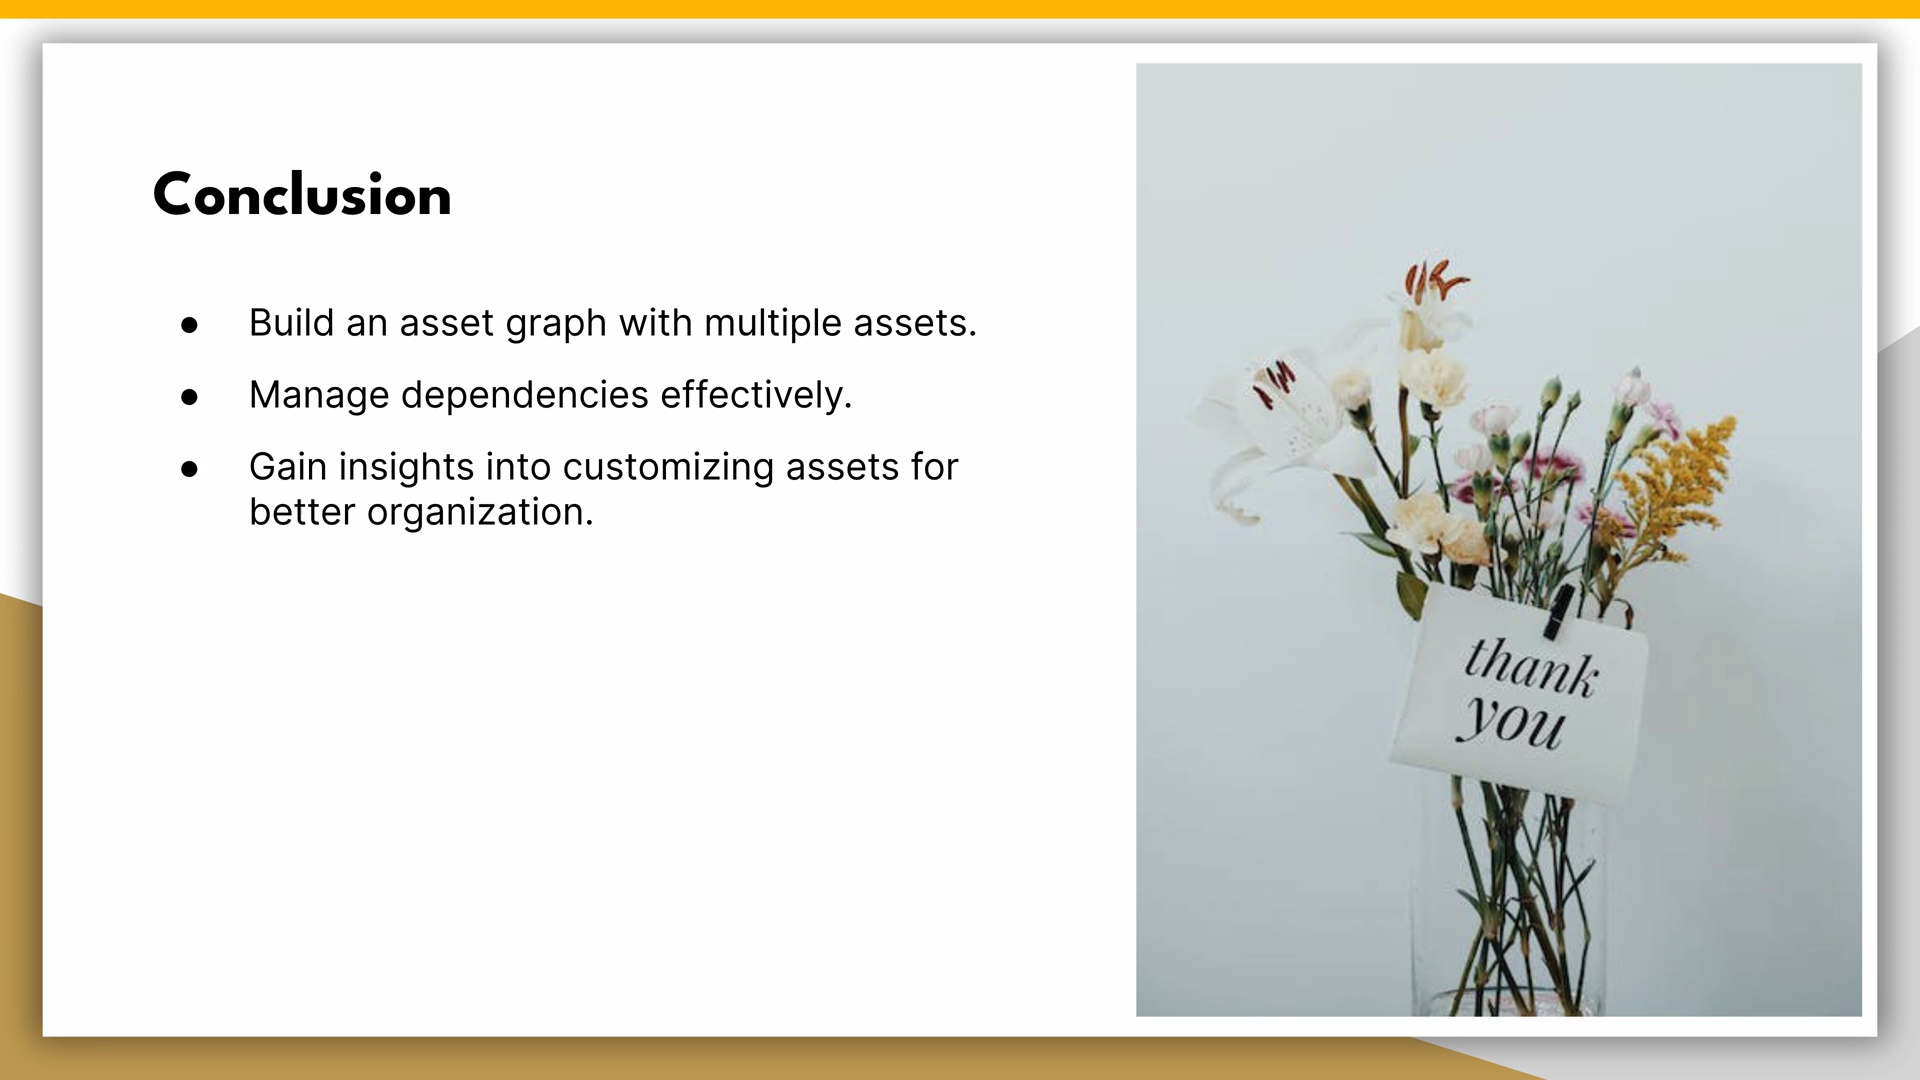 Conclusion
● Build an asset graph with multiple assets.
● Manage dependencies effectively.
● Gain insights into customizing assets for
better organization.
thank
you